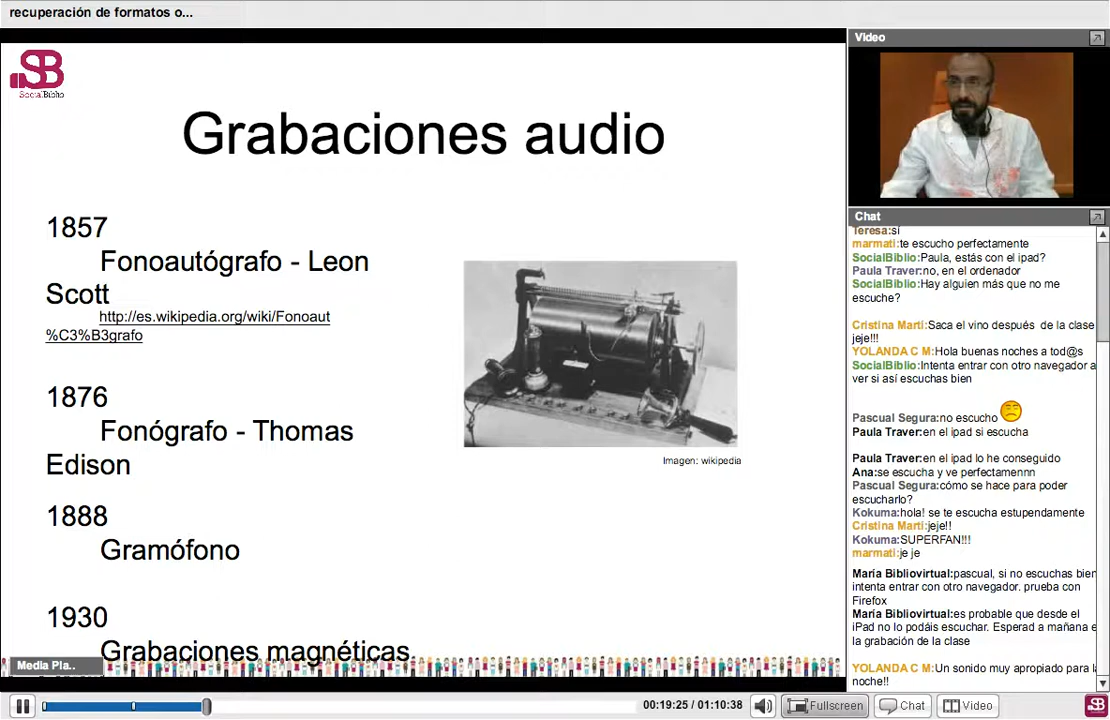 recuperación de formatos o...
SB
SocialBiblio
Grabaciones audio
1857
Fonoautógrafo - Leon
Scott
http://es.wikipedia.org/wiki/Fonoaut
%C3%B3grafo
1876
Fonógrafo - Thomas
Edison
1888
Gramófono
1930
Grabaciones magnéticas
Imagen: wikipedia
Media Pla..
Video
Chat
Teresa:sí
marmati:te escucho perfectamente
SocialBiblio:Paula, estás con el ipad?
Paula Traver:no, en el ordenador
SocialBiblio:Hay alguien más que no me
escuche?
Cristina Marti:Saca el vino después de la clase
jeje!!!
YOLANDA C M:Hola buenas noches a tod@s
SocialBiblio:Intenta entrar con otro navegador a
ver si así escuchas bien
Pascual Segura:no escucho
Paula Traver:en el ipad si escucha
Paula Traver:en el ipad lo he conseguido
Ana:se escucha y ve perfectamennn
Pascual Segura:cómo se hace para poder
escucharlo?
Kokuma:hola! se te escucha estupendamente
Cristina Marti:jeje!!
Kokuma:SUPERFAN!!!
marmati:je je
María Bibliovirtual:pascual, si no escuchas bien
intenta entrar con otro navegador. prueba con
Firefox
María Bibliovirtual:es probable que desde el
iPad no lo podáis escuchar. Esperad a mañana e
la grabación de la clase
YOLANDA C M:Un sonido muy apropiado para la
noche!!
00:19:25 / 01:10:38
Fullscreen
Chat
Video
SB